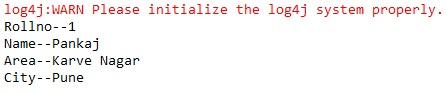 log4j:WARN Please initialize the log4j system properly.
Rollno--1
Name--Pankaj
Area--Karve Nagar
City--Pune